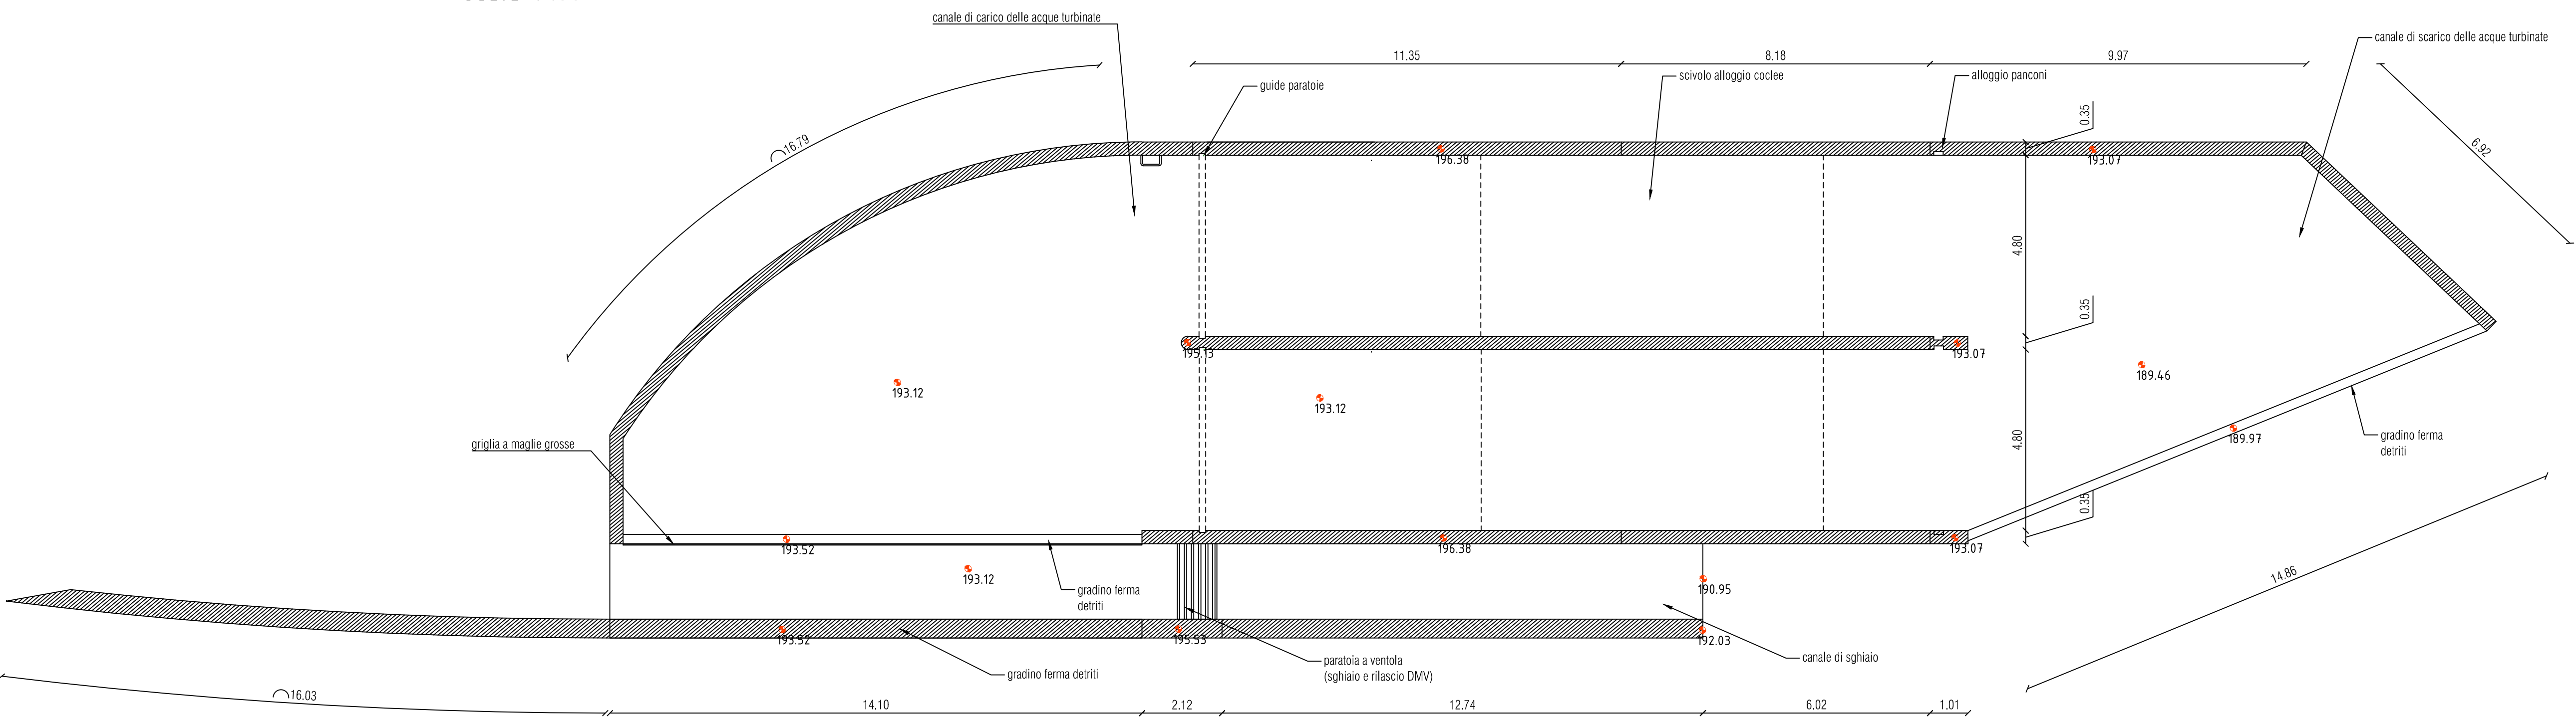 canale di carico delle acque turbinate
canale di scarico delle acque turbinate
11.35
8.18
9.97
guide paratoie
scivolo alloggio coclee
alloggio panconi
0.35
16.79
6.92
196.38
193.07
4.80
0.35
195.13
193.07
189.46
193.12
193.12
griglia a maglie grosse
4.80
189.97
gradino ferma
detriti
0.35
193.52
196.38
193.07
193.12
gradino ferma
detriti
190.95
14.86
193.52
195.53
192.03
gradino ferma detriti
paratoia a ventola
(sghiaio e rilascio DMV)
canale di sghiaio
16.03
14.10
2.12
12.74
6.02
1.01